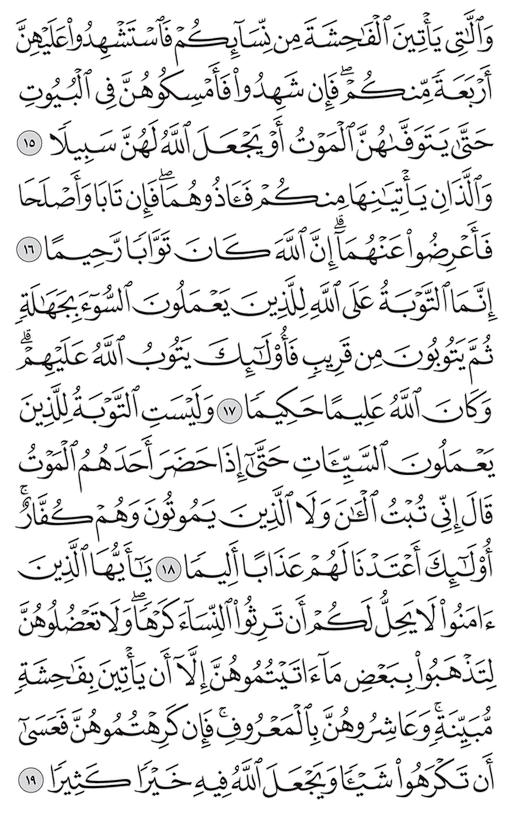 وَٱلَّٰتِى يَأْتِينَ ٱلْفَٰحِشَةَ مِن نِّسَآئِكُمْ فَٱسْتَشْهِدُوا۟ عَلَيْهِنَّ
أَرْبَعَةً مِّنكُمْ ۖ فَإِن شَهِدُوا۟ فَأَمْسِكُوهُنَّ فِى ٱلْبُيُوتِ
حَتَّىٰ يَتَوَفَّىٰهُنَّ ٱلْمَوْتُ أَوْ يَجْعَلَ ٱللَّهُ لَهُنَّ سَبِيلًا ١٥
وَٱلَّذَانِ يَأْتِيَٰنِهَا مِنكُمْ فَـَٔاذُوهُمَا ۖ فَإِن تَابَا وَأَصْلَحَا
فَأَعْرِضُوا۟ عَنْهُمَآ ۗ إِنَّ ٱللَّهَ كَانَ تَوَّابًا رَّحِيمًا ١٦
إِنَّمَا ٱلتَّوْبَةُ عَلَى ٱللَّهِ لِلَّذِينَ يَعْمَلُونَ ٱلسُّوٓءَ بِجَهَٰلَةٍ
ثُمَّ يَتُوبُونَ مِن قَرِيبٍ فَأُو۟لَٰٓئِكَ يَتُوبُ ٱللَّهُ عَلَيْهِمْ ۗ
وَكَانَ ٱللَّهُ عَلِيمًا حَكِيمًا ١٧ وَلَيْسَتِ ٱلتَّوْبَةُ لِلَّذِينَ
يَعْمَلُونَ ٱلسَّيِّـَٔاتِ حَتَّىٰٓ إِذَا حَضَرَ أَحَدَهُمُ ٱلْمَوْتُ
قَالَ إِنِّى تُبْتُ ٱلْـَٰٔنَ وَلَا ٱلَّذِينَ يَمُوتُونَ وَهُمْ كُفَّارٌ ۚ
أُو۟لَٰٓئِكَ أَعْتَدْنَا لَهُمْ عَذَابًا أَلِيمًا ١٨ يَٰٓأَيُّهَا ٱلَّذِينَ
ءَامَنُوا۟ لَا يَحِلُّ لَكُمْ أَن تَرِثُوا۟ ٱلنِّسَآءَ كَرْهًا ۖ وَلَا تَعْضُلُوهُنَّ
لِتَذْهَبُوا۟ بِبَعْضِ مَآ ءَاتَيْتُمُوهُنَّ إِلَّآ أَن يَأْتِينَ بِفَٰحِشَةٍ
مُّبَيِّنَةٍ ۚ وَعَاشِرُوهُنَّ بِٱلْمَعْرُوفِ ۚ فَإِن كَرِهْتُمُوهُنَّ فَعَسَىٰٓ
أَن تَكْرَهُوا۟ شَيْـًٔا وَيَجْعَلَ ٱللَّهُ فِيهِ خَيْرًا كَثِيرًا ١٩